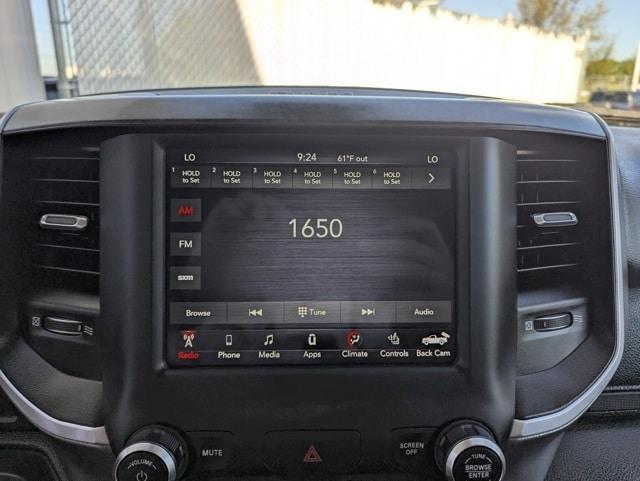 LO 9:24 61°F out LO
1 HOLD to Set 2 HOLD to Set 3 HOLD to Set 4 HOLD to Set 5 HOLD to Set 6 HOLD to Set
AM
1650
FM
sxm
Browse Tune Audio
Radio Phone Media Apps Climate Controls Back Cam
VOLUME
MUTE
SCREEN OFF
TUNE
BROWSE ENTER